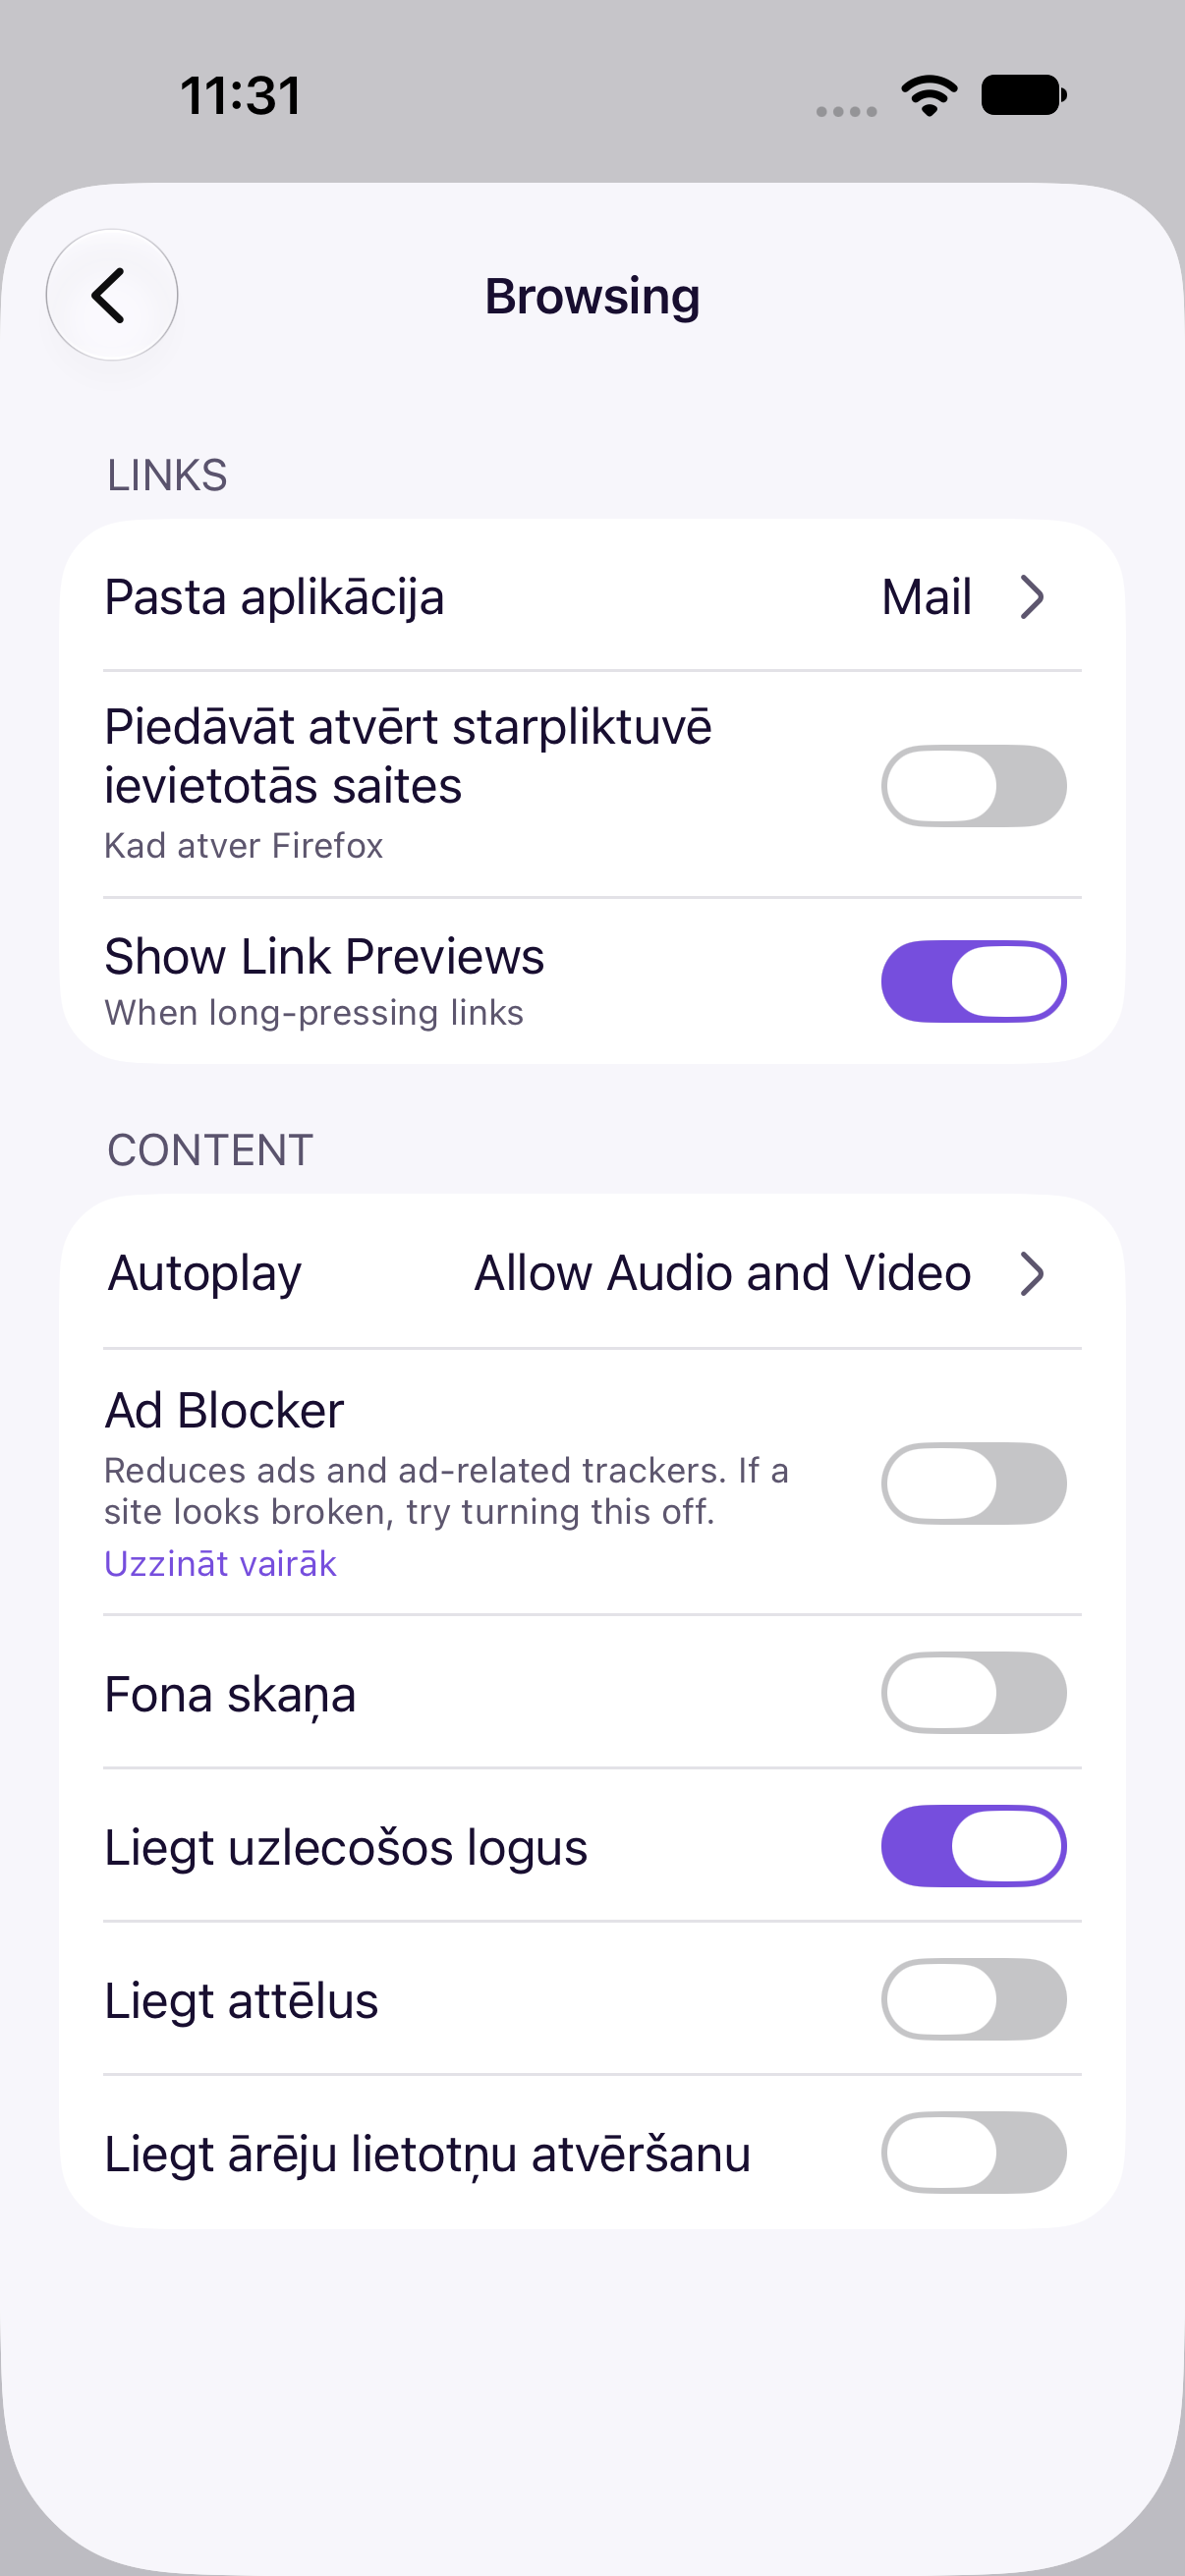 11:31
Browsing
LINKS
Pasta aplikācija Mail
Piedāvāt atvērt starpliktuvē
ievietotās saites
Kad atver Firefox
Show Link Previews
When long-pressing links
CONTENT
Autoplay Allow Audio and Video
Ad Blocker
Reduces ads and ad-related trackers. If a
site looks broken, try turning this off.
Uzzināt vairāk
Fona skaņa
Liegt uzlecošos logus
Liegt attēlus
Liegt ārēju lietotņu atvēršanu